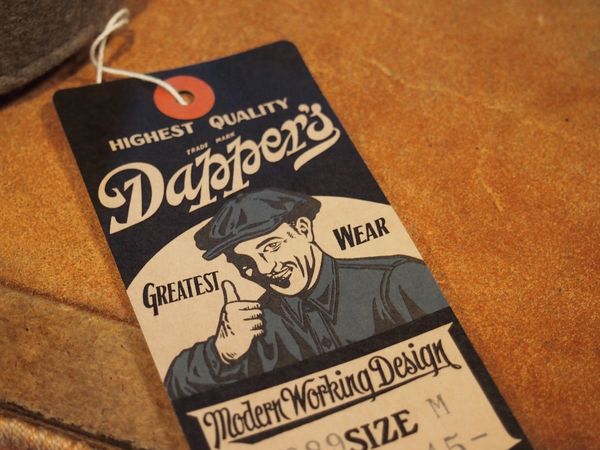 HIGHEST QUALITY
TRADE MARK
Dapper's
GREATEST WEAR
Modern Working Design
SIZE M